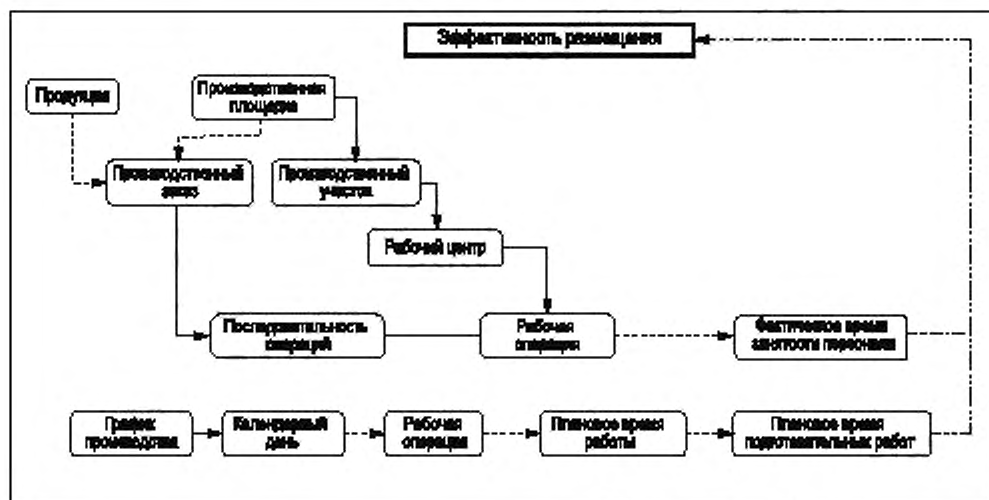 Эффективность размещения
Продукция
Производственная
площадка
Производственный
заказ
Производственный
участок
Рабочий центр
Последовательность
операций
Рабочая
операция
Фактическое время
занятости персонала
График
производства
Календарный
день
Рабочая
операция
Плановое время
работы
Плановое время
подготовительных работ